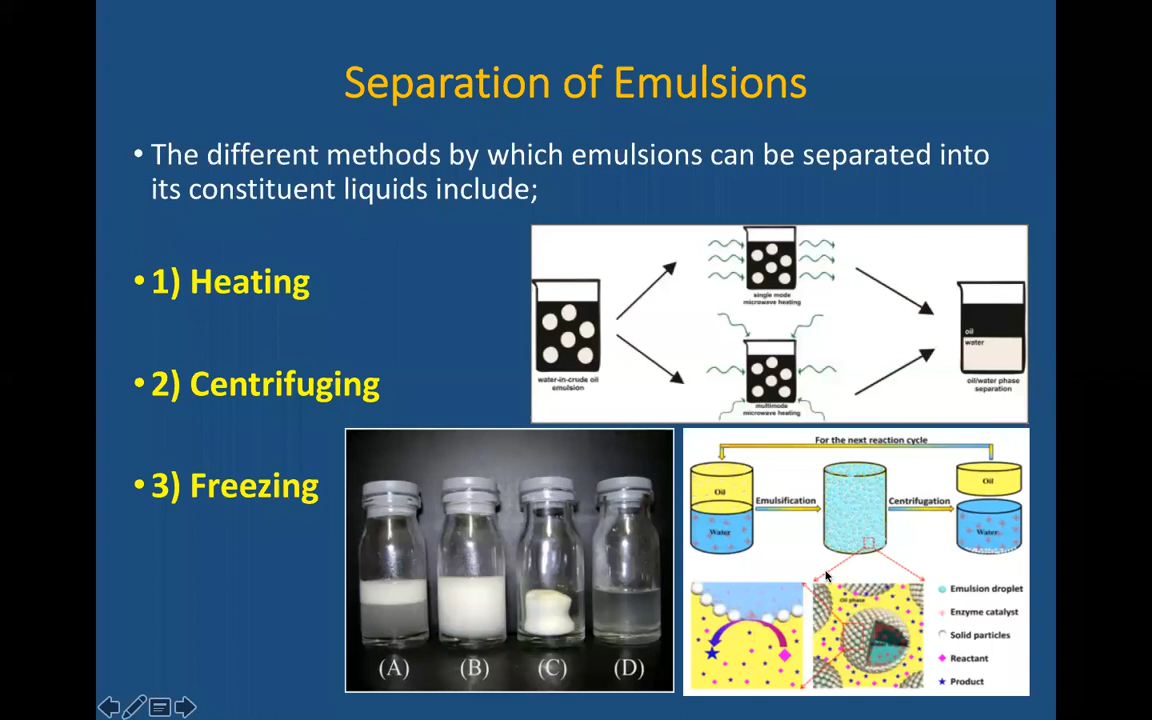 Separation of Emulsions
• The different methods by which emulsions can be separated into
its constituent liquids include;
• 1) Heating
• 2) Centrifuging
• 3) Freezing
water-in-crude oil
emulsion
single mode
microwave heating
multimode
microwave heating
oil
water
oil/water phase
separation
(A) (B) (C) (D)
For the next reaction cycle
Oil
Water
Emulsification
Centrifugation
Oil
Water
Oil phase
Emulsion droplet
Enzyme catalyst
Solid particles
Reactant
Product